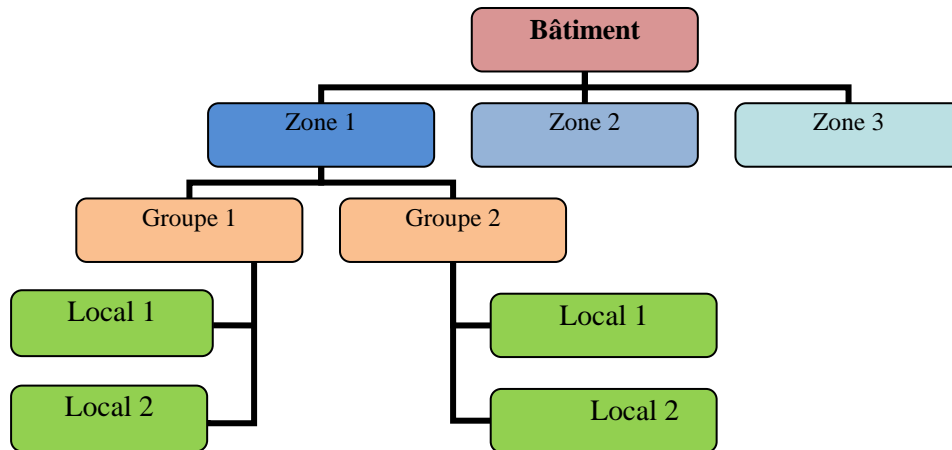 Bâtiment
Zone 1
Zone 2
Zone 3
Groupe 1
Groupe 2
Local 1
Local 1
Local 2
Local 2